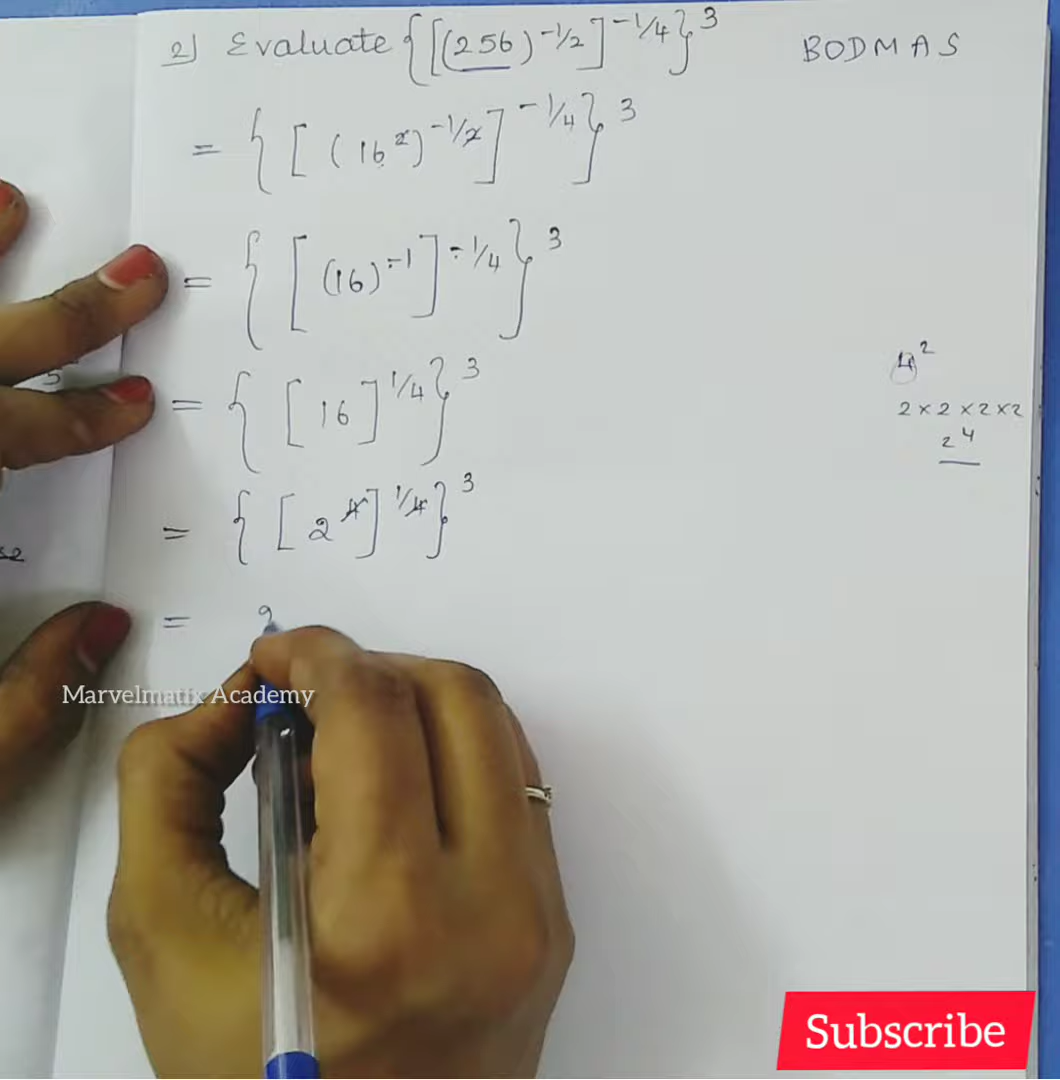 2) Evaluate {[(256)^-1/2]^-1/4}^3
BODMAS
= {[(16^2)^-1/2]^-1/4}^3
= {[(16)^-1]^-1/4}^3
= {[16]^1/4}^3
4^2
2×2×2×2
2^4
= {[2^4]^1/4}^3
=
Marvelmatix Academy
Subscribe